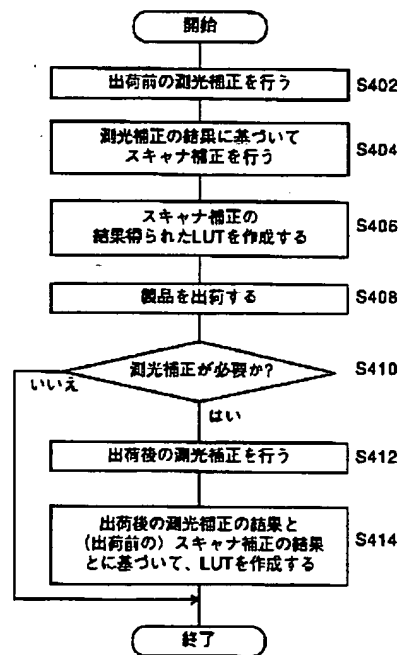 開始
出荷前の測光補正を行う
S402
測光補正の結果に基づいて
スキャナ補正を行う
S404
スキャナ補正の
結果得られたLUTを作成する
S406
製品を出荷する
S408
測光補正が必要か?
S410
いいえ
はい
出荷後の測光補正を行う
S412
出荷後の測光補正の結果と
(出荷前の) スキャナ補正の結果
とに基づいて、LUTを作成する
S414
終了